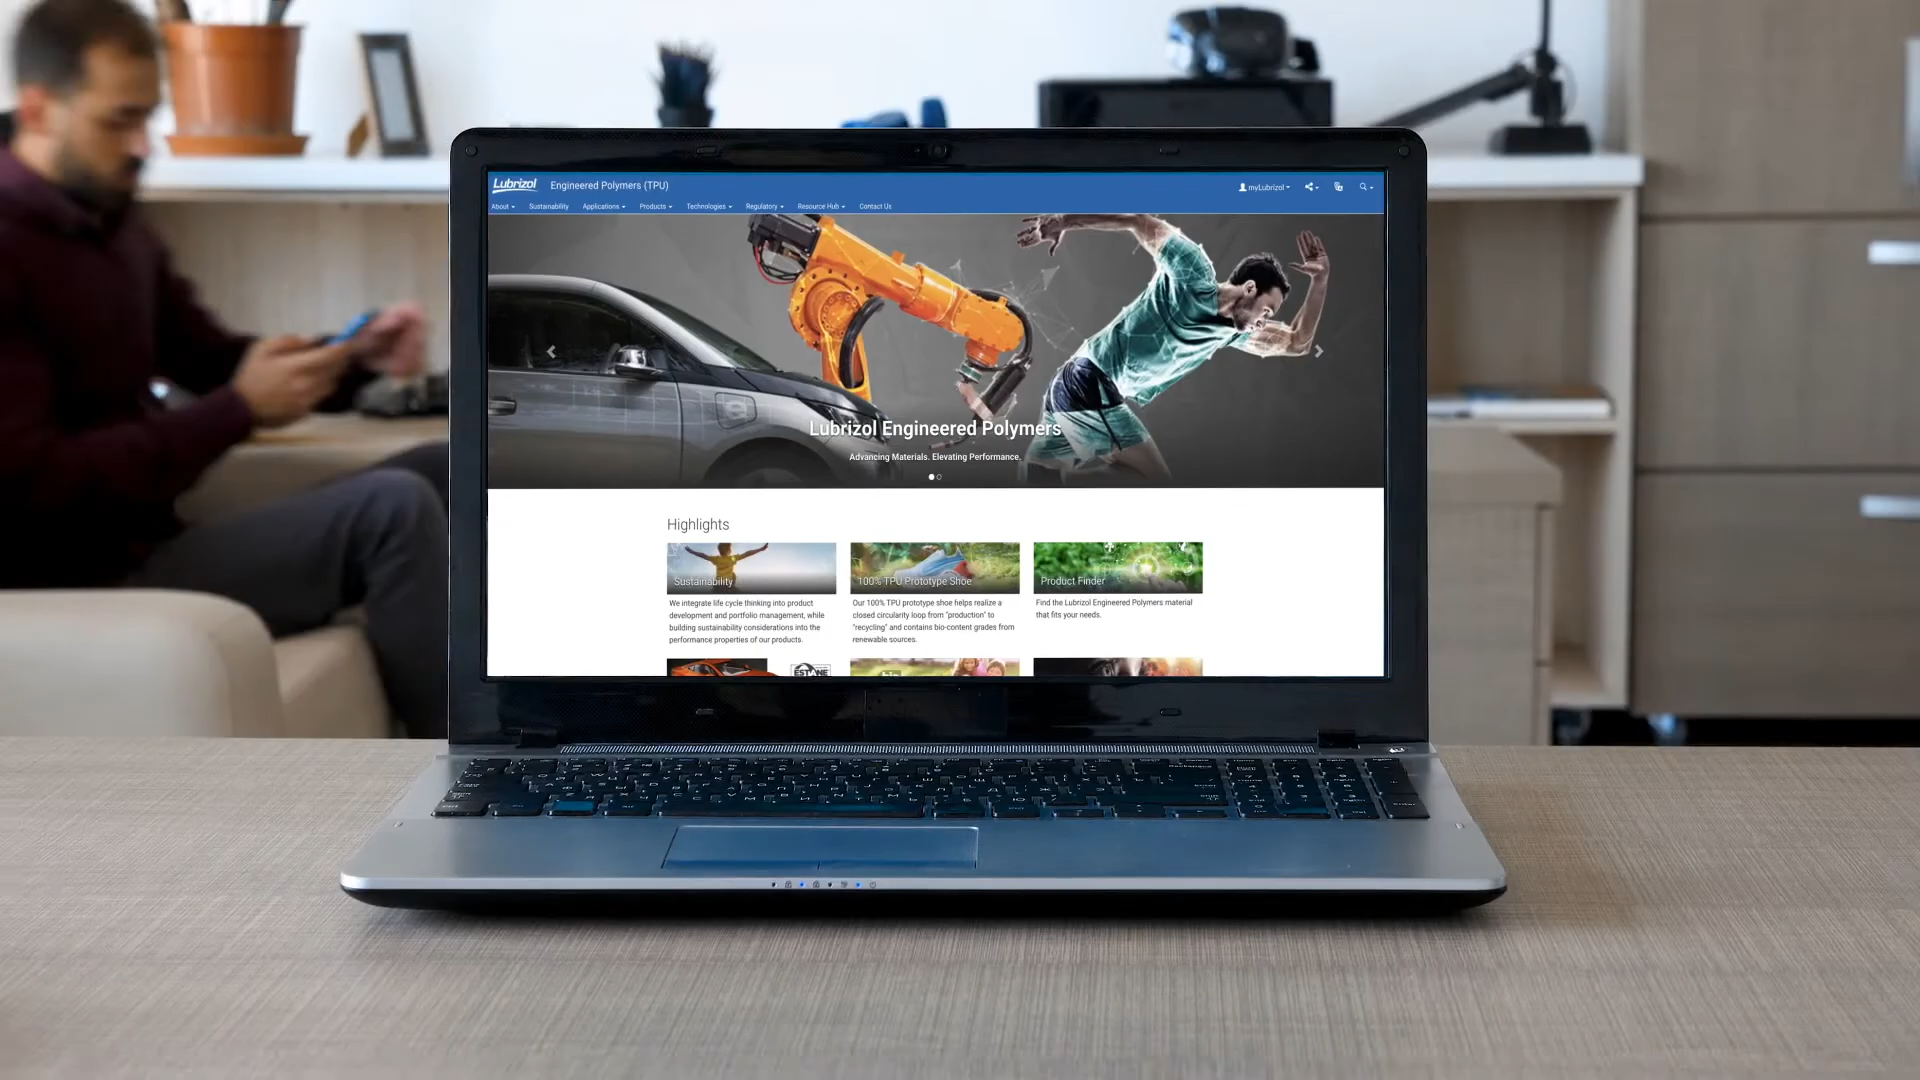 Lubrizol Engineered Polymers (TPU) myLubrizol
About Sustainability Applications Products Technologies Regulatory Resource Hub Contact Us
Lubrizol Engineered Polymers
Advancing Materials. Elevating Performance.
Highlights
Sustainability
We integrate life cycle thinking into product
development and portfolio management, while
building sustainability considerations into the
performance properties of our products.
100% TPU Prototype Shoe
Our 100% TPU prototype shoe helps realize a
closed circularity loop from "production" to
"recycling" and contains bio-content grades from
renewable sources.
Product Finder
Find the Lubrizol Engineered Polymers material
that fits your needs.
ESTANE